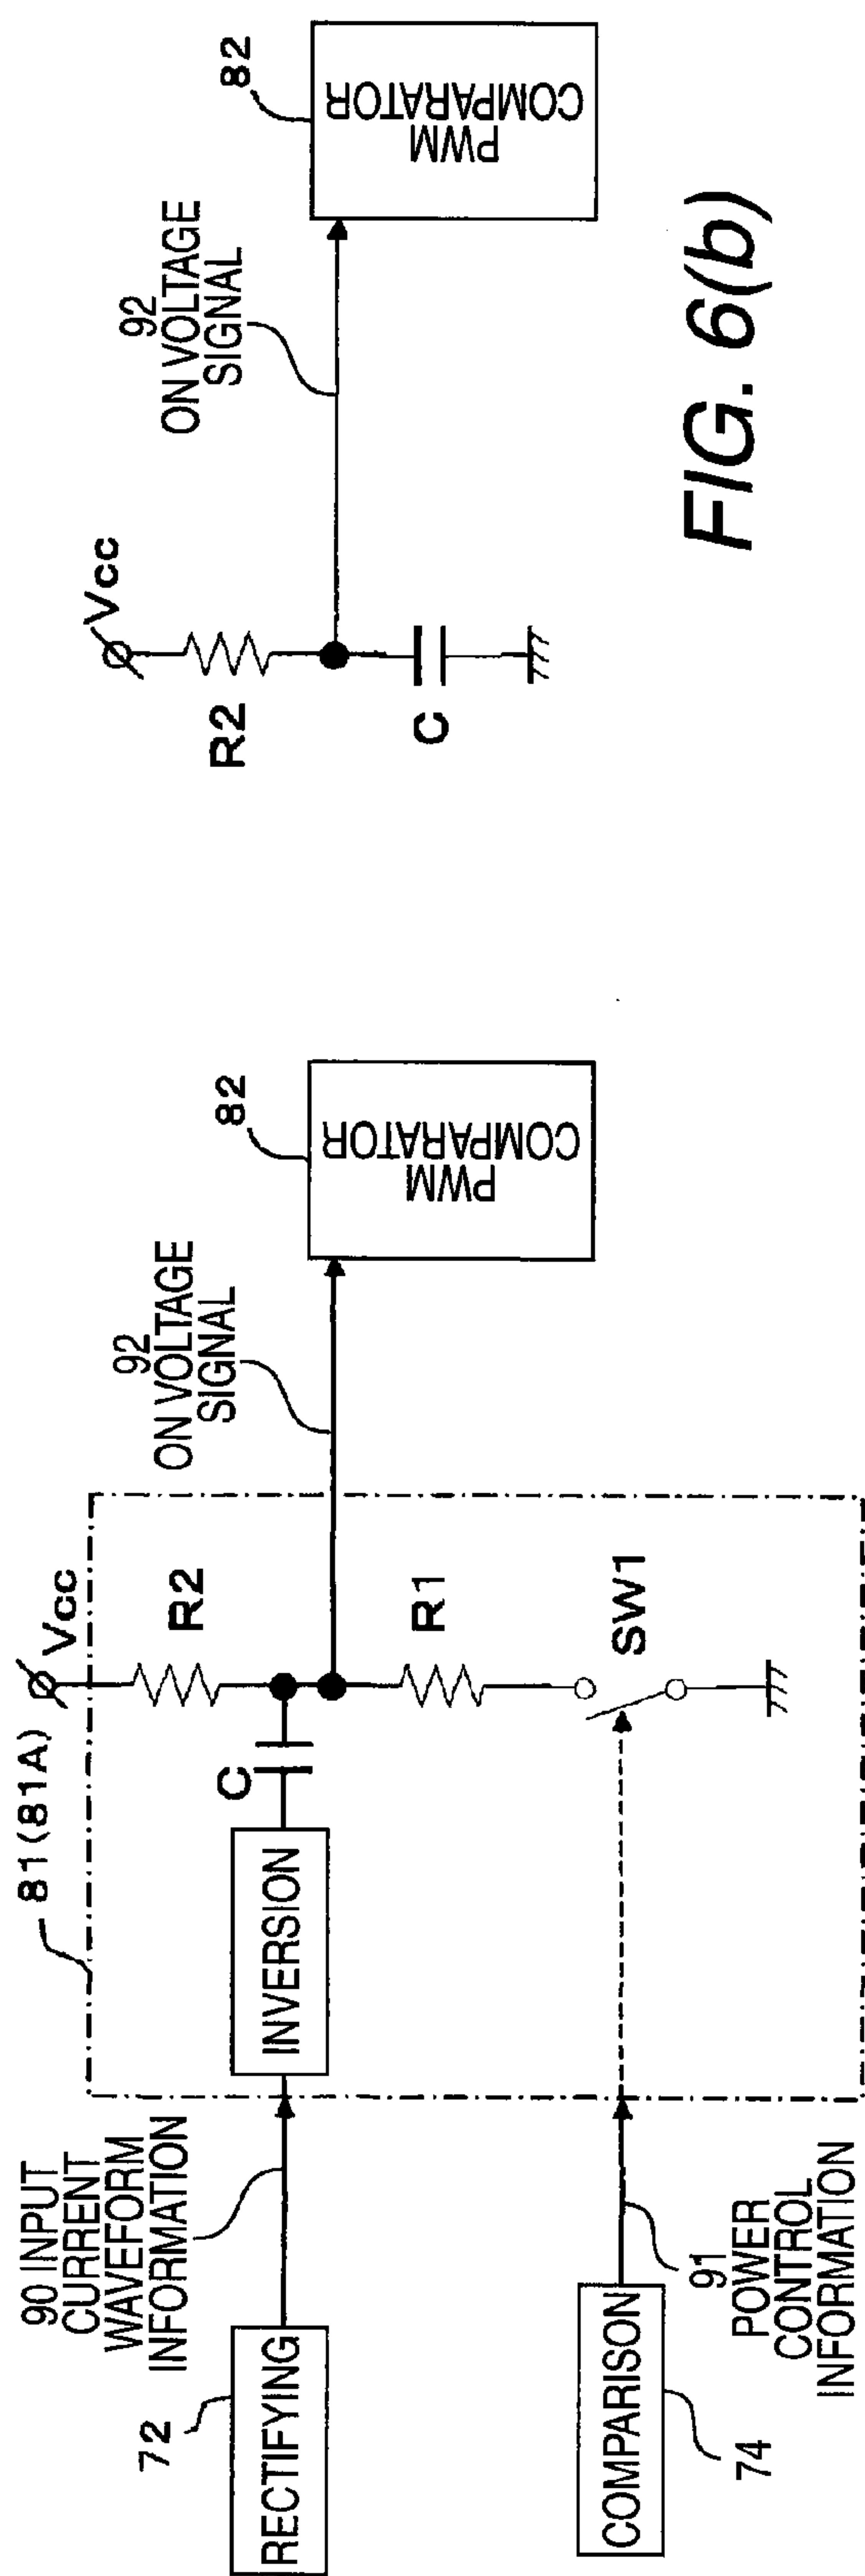 81(81A)
Vcc
90 INPUT
CURRENT
WAVEFORM
INFORMATION
72
RECTIFYING
INVERSION
C
R2
R1
SW1
92
ON VOLTAGE
SIGNAL
82
PWM
COMPARATOR
COMPARISON
74
91
POWER
CONTROL
INFORMATION
Vcc
R2
C
92
ON VOLTAGE
SIGNAL
82
PWM
COMPARATOR
FIG. 6(b)